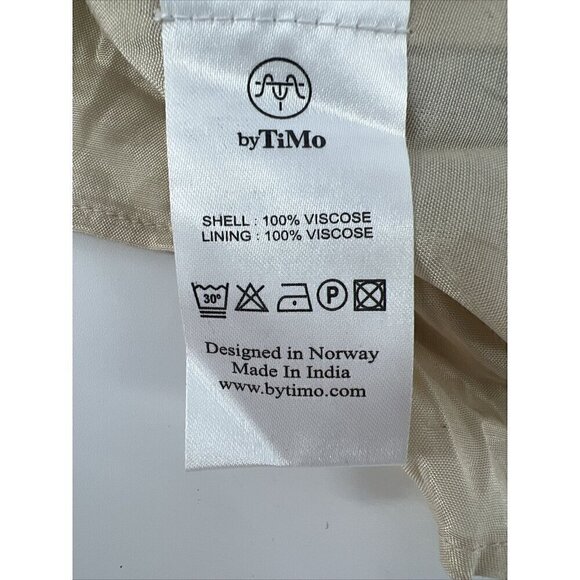 byTiMo
SHELL : 100% VISCOSE
LINING : 100% VISCOSE
30° P
Designed in Norway
Made In India
www.bytimo.com